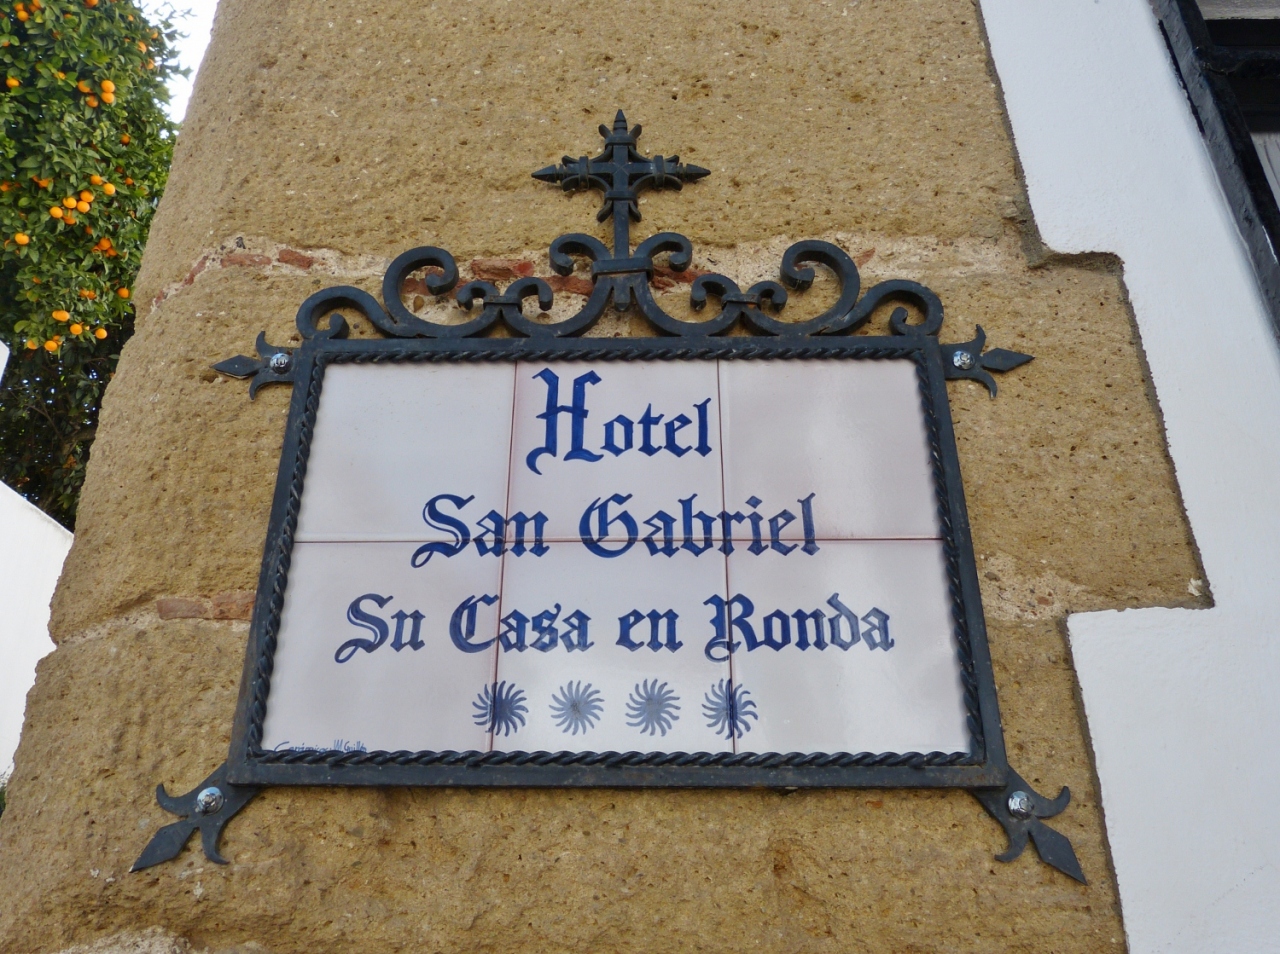 Hotel
San Gabriel
Su Casa en Ronda